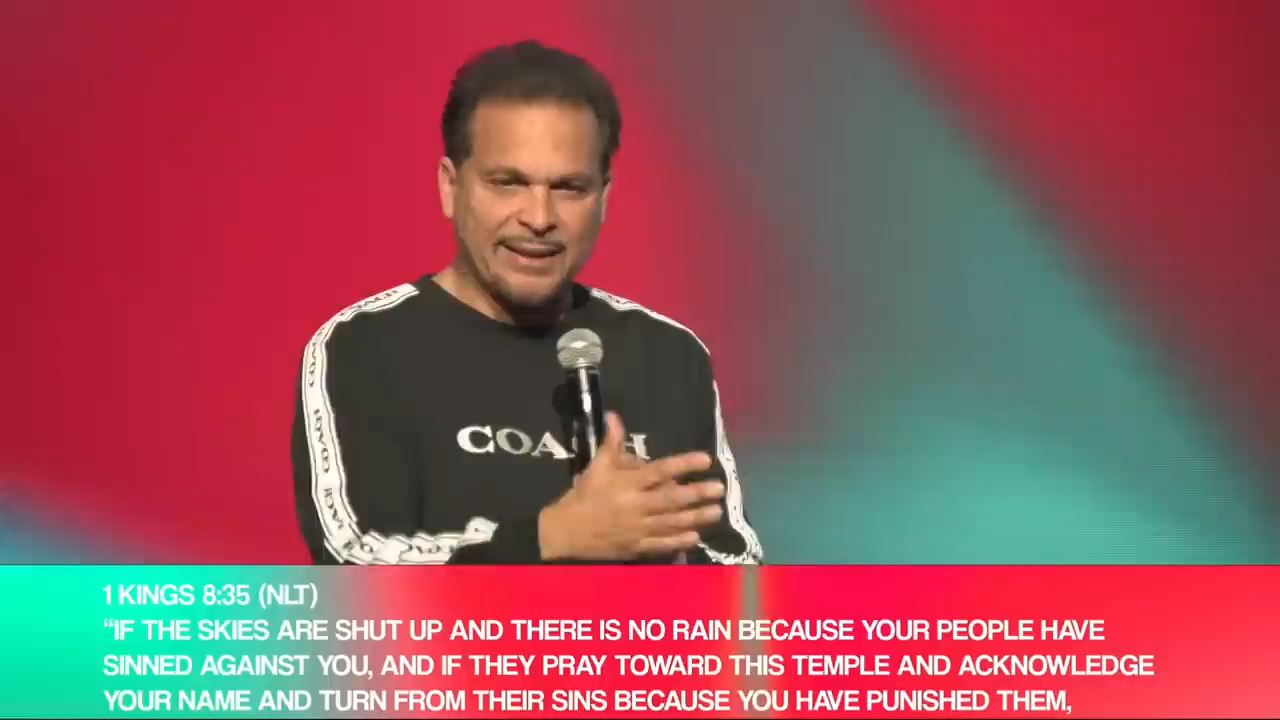 COACH
1 KINGS 8:35 (NLT)
“IF THE SKIES ARE SHUT UP AND THERE IS NO RAIN BECAUSE YOUR PEOPLE HAVE
SINNED AGAINST YOU, AND IF THEY PRAY TOWARD THIS TEMPLE AND ACKNOWLEDGE
YOUR NAME AND TURN FROM THEIR SINS BECAUSE YOU HAVE PUNISHED THEM,